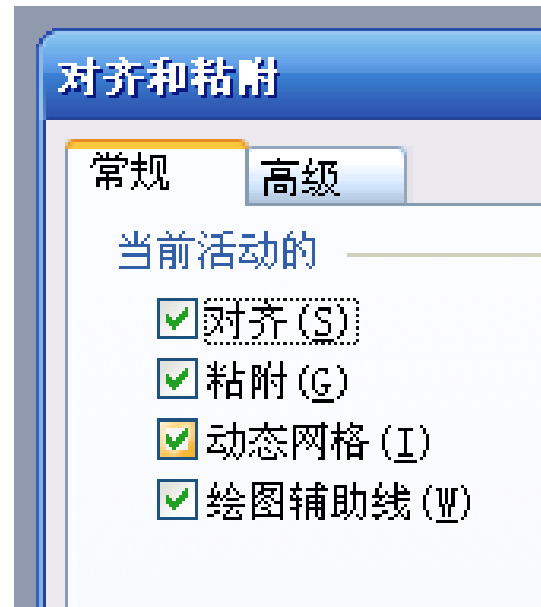 对齐和粘附
常规 高级
当前活动的
对齐(S)
粘附(G)
动态网格(I)
绘图辅助线(W)